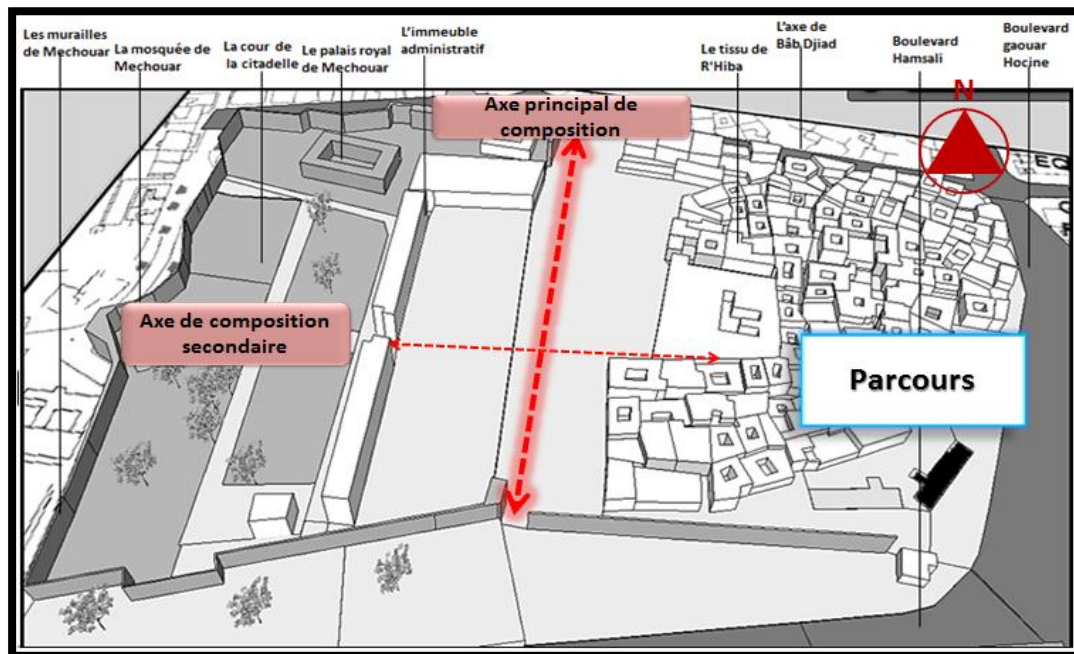 Les murailles
de Mechouar
La mosquée de
Mechouar
La cour de
la citadelle
Le palais royal
de Mechouar
L'immeuble
administratif
Le tissu de
R'Hiba
L'axe de
Bâb Djiad
Boulevard
Hamsali
Boulevard
gaouar
Hocine
N
Axe principal de
composition
Axe de composition
secondaire
Parcours